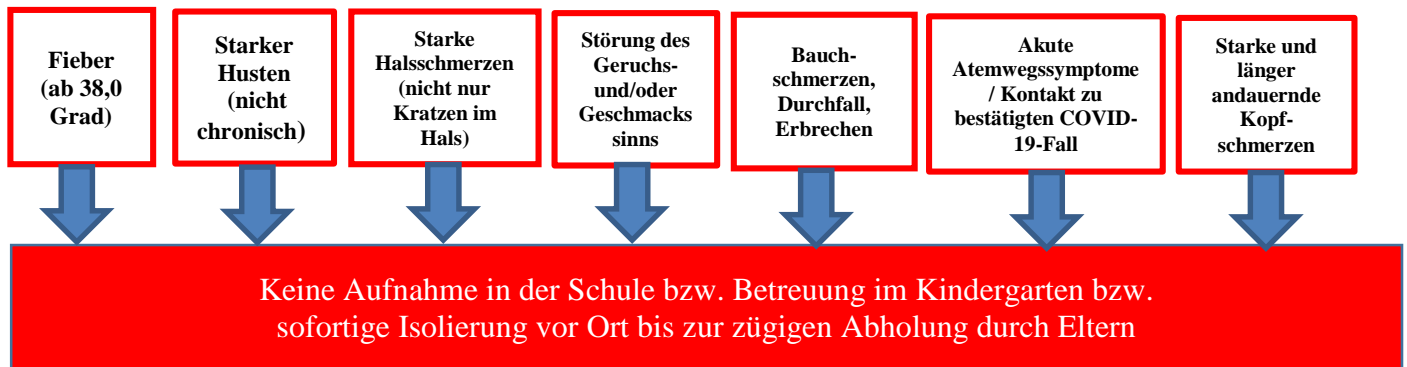 Fieber
(ab 38,0
Grad)
Starker
Husten
(nicht
chronisch)
Starke
Halsschmerzen
(nicht nur
Kratzen im
Hals)
Störung des
Geruchs-
und/oder
Geschmacks
sinns
Bauch-
schmerzen,
Durchfall,
Erbrechen
Akute
Atemwegssymptome
/ Kontakt zu
bestätigten COVID-
19-Fall
Starke und
länger
andauernde
Kopf-
schmerzen
Keine Aufnahme in der Schule bzw. Betreuung im Kindergarten bzw.
sofortige Isolierung vor Ort bis zur zügigen Abholung durch Eltern